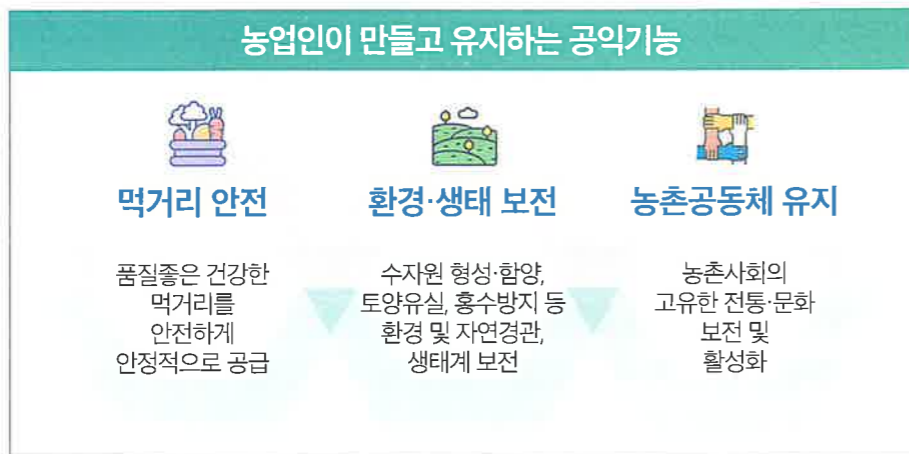 농업인이 만들고 유지하는 공익기능
먹거리 안전
품질좋은 건강한
먹거리를
안전하게
안정적으로 공급
환경·생태 보전
수자원 형성·함양,
토양유실, 홍수방지 등
환경 및 자연경관,
생태계 보전
농촌공동체 유지
농촌사회의
고유한 전통·문화
보전 및
활성화